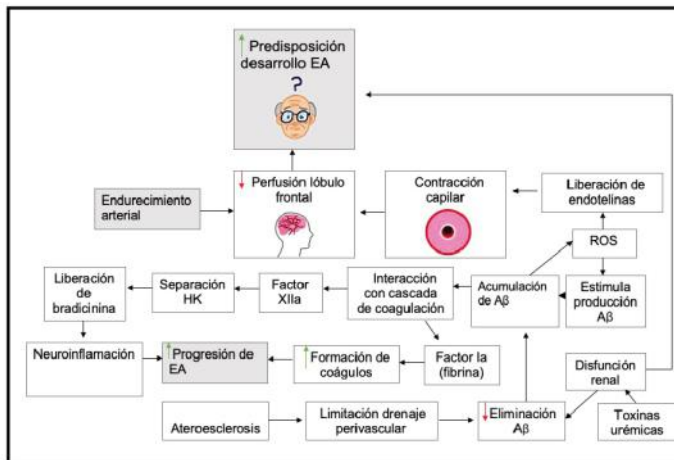 ↑ Predisposición
desarrollo EA
?
Endurecimiento
arterial
↓ Perfusión lóbulo
frontal
Contracción
capilar
Liberación de
endotelinas
ROS
Liberación
de
bradicinina
Separación
HK
Factor
XIIa
Interacción
con cascada
de coagulación
Acumulación
de Aβ
Estimula
producción
Aβ
Neuroinflamación
↑ Progresión de
EA
↑ Formación de
coágulos
Factor Ia
(fibrina)
Disfunción
renal
Ateroesclerosis
Limitación drenaje
perivascular
↓ Eliminación
Aβ
Toxinas
urémicas